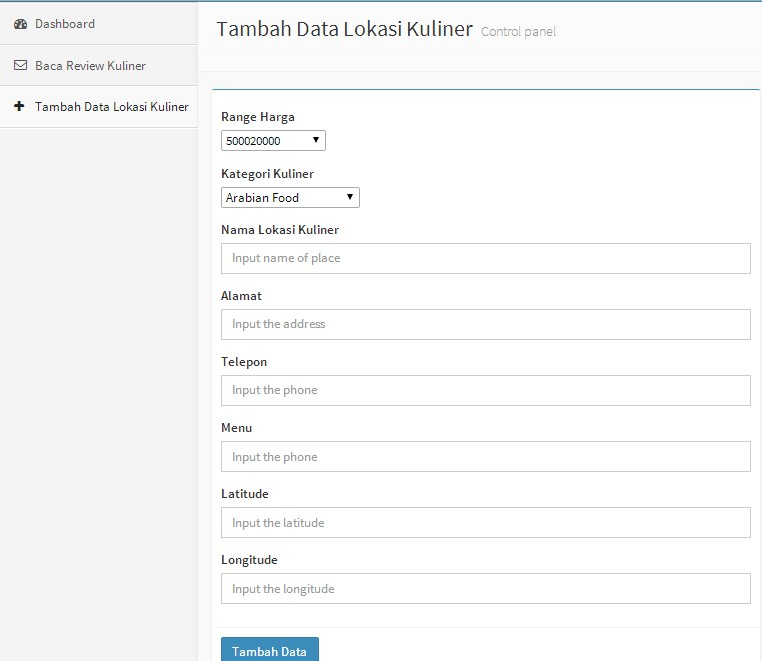 Dashboard
Baca Review Kuliner
Tambah Data Lokasi Kuliner
Tambah Data Lokasi Kuliner Control panel
Range Harga
500020000
Kategori Kuliner
Arabian Food
Nama Lokasi Kuliner
Input name of place
Alamat
Input the address
Telepon
Input the phone
Menu
Input the phone
Latitude
Input the latitude
Longitude
Input the longitude
Tambah Data